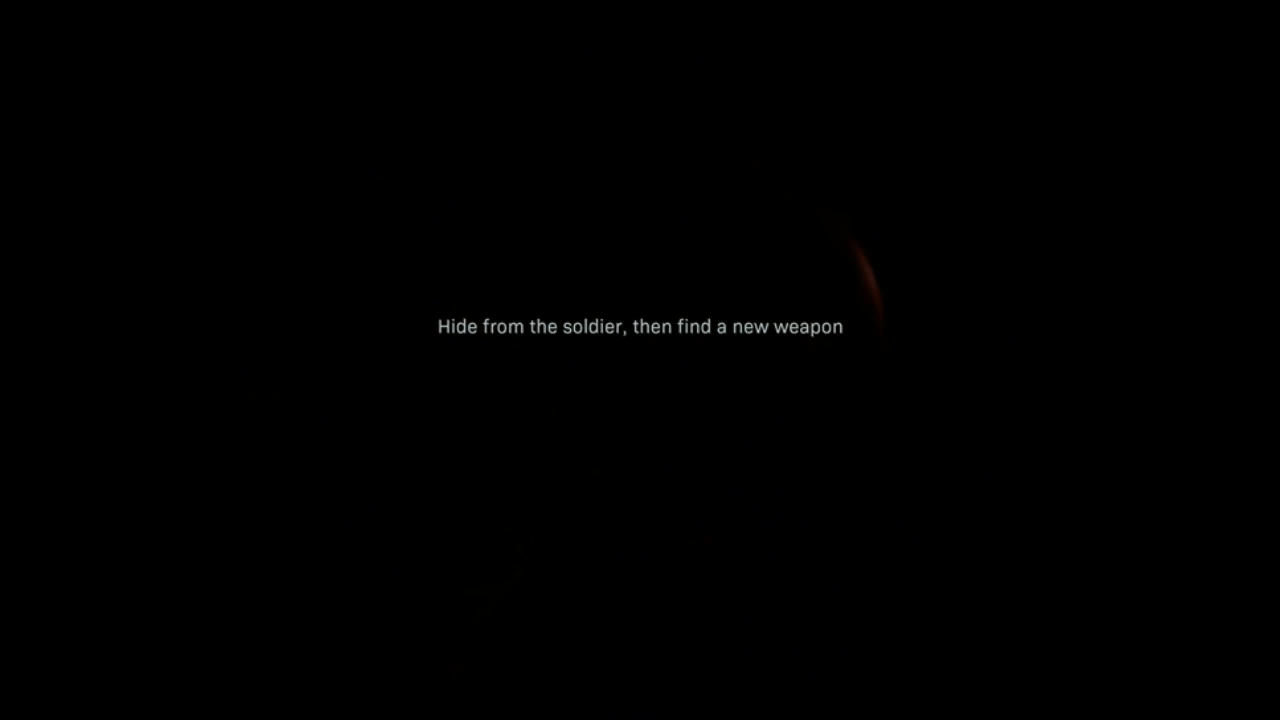 Hide from the soldier, then find a new weapon